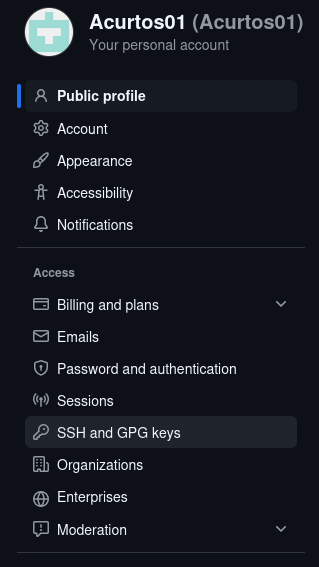 Acurtos01 (Acurtos01)
Your personal account
Public profile
Account
Appearance
Accessibility
Notifications
Access
Billing and plans
Emails
Password and authentication
Sessions
SSH and GPG keys
Organizations
Enterprises
Moderation